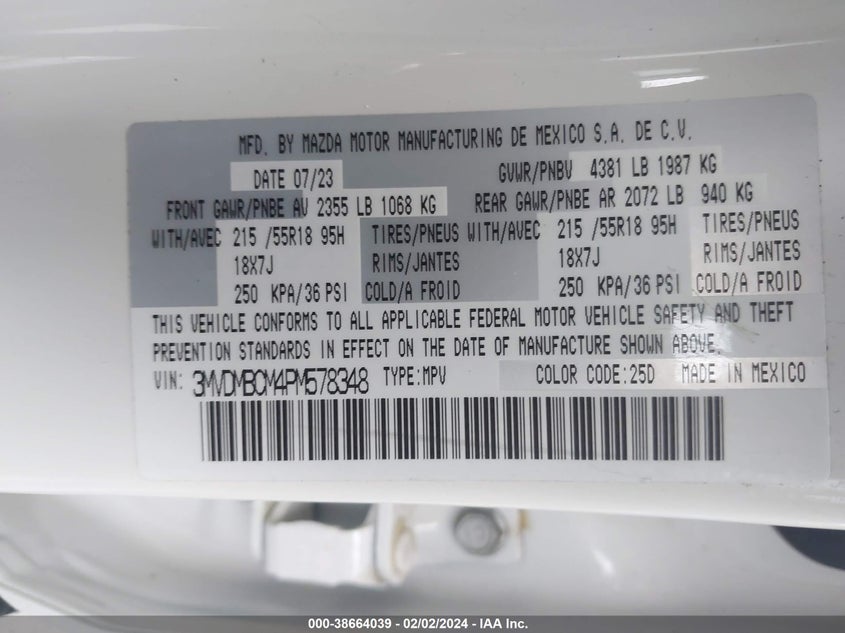 MFD. BY MAZDA MOTOR MANUFACTURING DE MEXICO S.A. DE C.V.
DATE 07/23 GVWR/PNBV 4381 LB 1987 KG
FRONT GAWR/PNBE AV 2355 LB 1068 KG REAR GAWR/PNBE AR 2072 LB 940 KG
WITH/AVEC 215 /55R18 95H TIRES/PNEUS WITH/AVEC 215 /55R18 95H TIRES/PNEUS
18X7J RIMS/JANTES 18X7J RIMS/JANTES
250 KPA/36 PSI COLD/A FROID 250 KPA/36 PSI COLD/A FROID
THIS VEHICLE CONFORMS TO ALL APPLICABLE FEDERAL MOTOR VEHICLE SAFETY AND THEFT
PREVENTION STANDARDS IN EFFECT ON THE DATE OF MANUFACTURE SHOWN ABOVE.
VIN: 3MVDMBCM4PM578348 TYPE:MPV COLOR CODE:25D MADE IN MEXICO
000-38664039 - 02/02/2024 - IAA Inc.